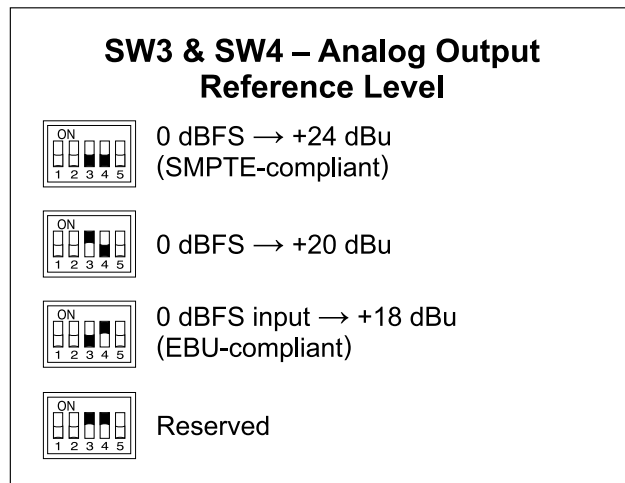 SW3 & SW4 – Analog Output
Reference Level
ON
1 2 3 4 5
0 dBFS → +24 dBu
(SMPTE-compliant)
ON
1 2 3 4 5
0 dBFS → +20 dBu
ON
1 2 3 4 5
0 dBFS input → +18 dBu
(EBU-compliant)
ON
1 2 3 4 5
Reserved